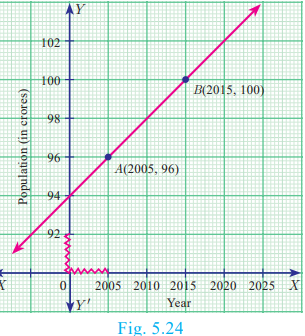 Y
102
100
B(2015, 100)
98
96
A(2005, 96)
94
92
Population (in crores)
X 0 2005 2010 2015 2020 2025 X
Y' Year
Fig. 5.24